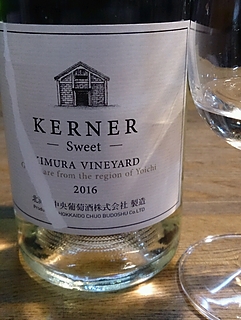 KERNER
Sweet
KIMURA VINEYARD
are from the region of Yoichi
2016
中央葡萄酒株式会社 製造
HOKKAIDO CHUO BUDOSHU Co.LTD